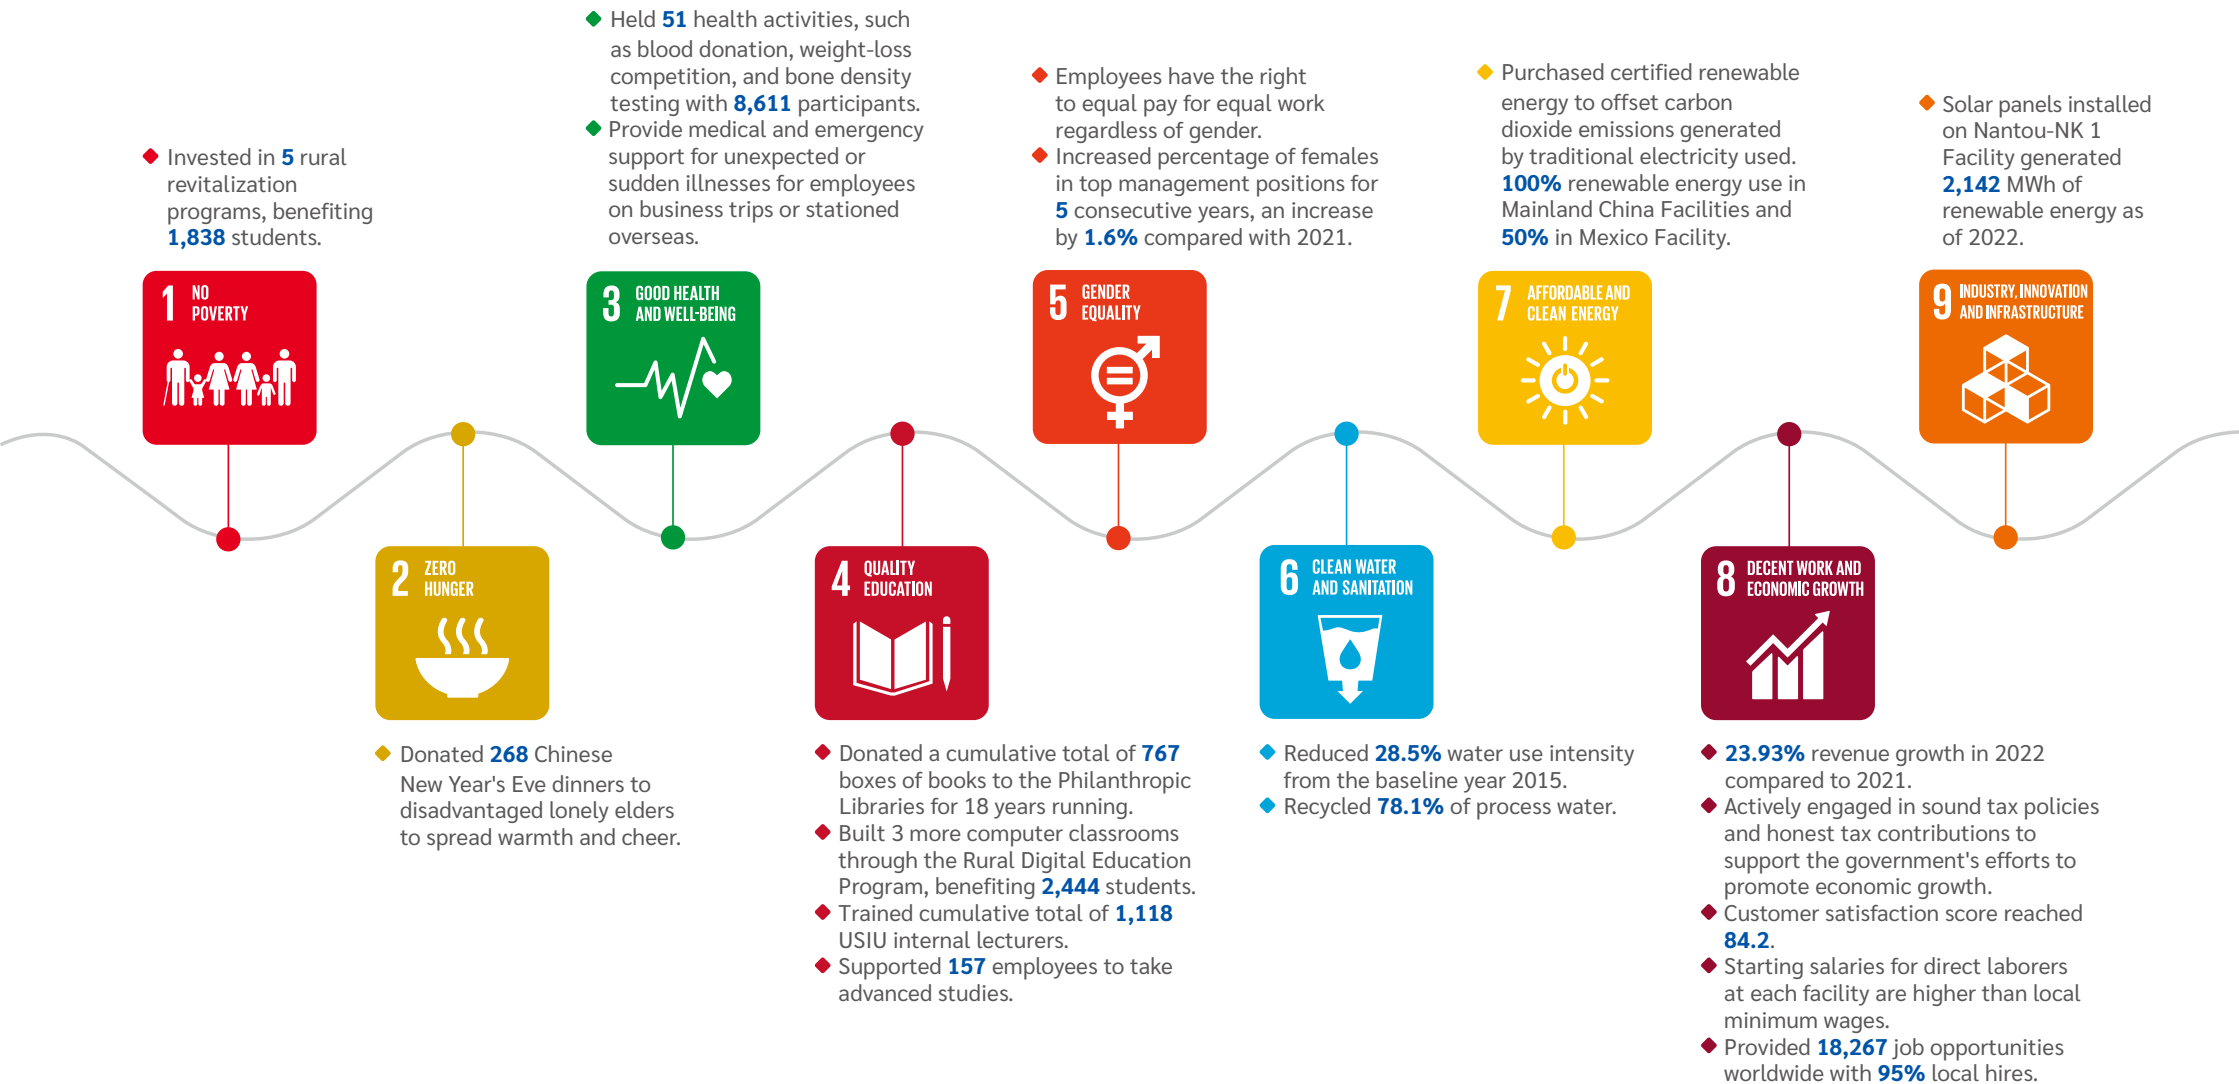 Invested in 5 rural
revitalization
programs, benefiting
1,838 students.
1 NO
POVERTY
2 ZERO
HUNGER
Donated 268 Chinese
New Year's Eve dinners to
disadvantaged lonely elders
to spread warmth and cheer.
Held 51 health activities, such
as blood donation, weight-loss
competition, and bone density
testing with 8,611 participants.
Provide medical and emergency
support for unexpected or
sudden illnesses for employees
on business trips or stationed
overseas.
3 GOOD HEALTH
AND WELL-BEING
4 QUALITY
EDUCATION
Donated a cumulative total of 767
boxes of books to the Philanthropic
Libraries for 18 years running.
Built 3 more computer classrooms
through the Rural Digital Education
Program, benefiting 2,444 students.
Trained cumulative total of 1,118
USIU internal lecturers.
Supported 157 employees to take
advanced studies.
Employees have the right
to equal pay for equal work
regardless of gender.
Increased percentage of females
in top management positions for
5 consecutive years, an increase
by 1.6% compared with 2021.
5 GENDER
EQUALITY
6 CLEAN WATER
AND SANITATION
Reduced 28.5% water use intensity
from the baseline year 2015.
Recycled 78.1% of process water.
Purchased certified renewable
energy to offset carbon
dioxide emissions generated
by traditional electricity used.
100% renewable energy use in
Mainland China Facilities and
50% in Mexico Facility.
7 AFFORDABLE AND
CLEAN ENERGY
8 DECENT WORK AND
ECONOMIC GROWTH
23.93% revenue growth in 2022
compared to 2021.
Actively engaged in sound tax policies
and honest tax contributions to
support the government's efforts to
promote economic growth.
Customer satisfaction score reached
84.2.
Starting salaries for direct laborers
at each facility are higher than local
minimum wages.
Provided 18,267 job opportunities
worldwide with 95% local hires.
Solar panels installed
on Nantou-NK 1
Facility generated
2,142 MWh of
renewable energy as
of 2022.
9 INDUSTRY, INNOVATION
AND INFRASTRUCTURE